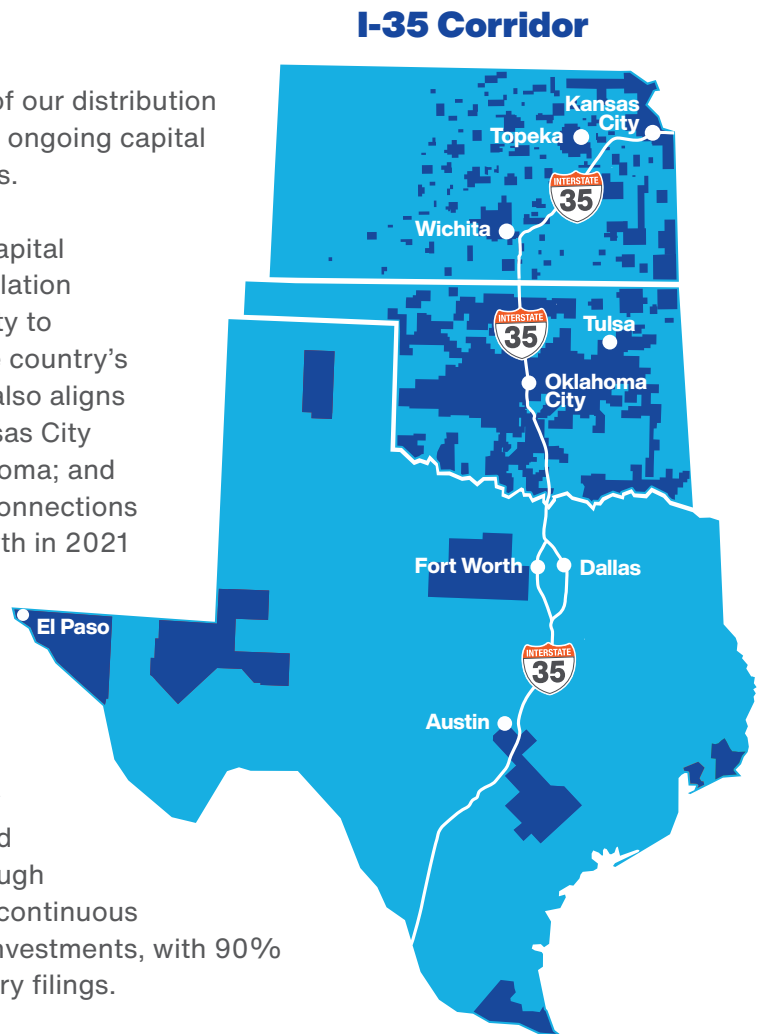 I-35 Corridor
of our distribution
ongoing capital
s.
apital
lation
ty to
country's
also aligns
sas City
oma; and
onnections
th in 2021
d
ugh
continuous
nvestments, with 90%
ry filings.
Kansas
City
Topeka
INTERSTATE
35
Wichita
INTERSTATE
35
Tulsa
Oklahoma
City
Fort Worth
Dallas
El Paso
INTERSTATE
35
Austin